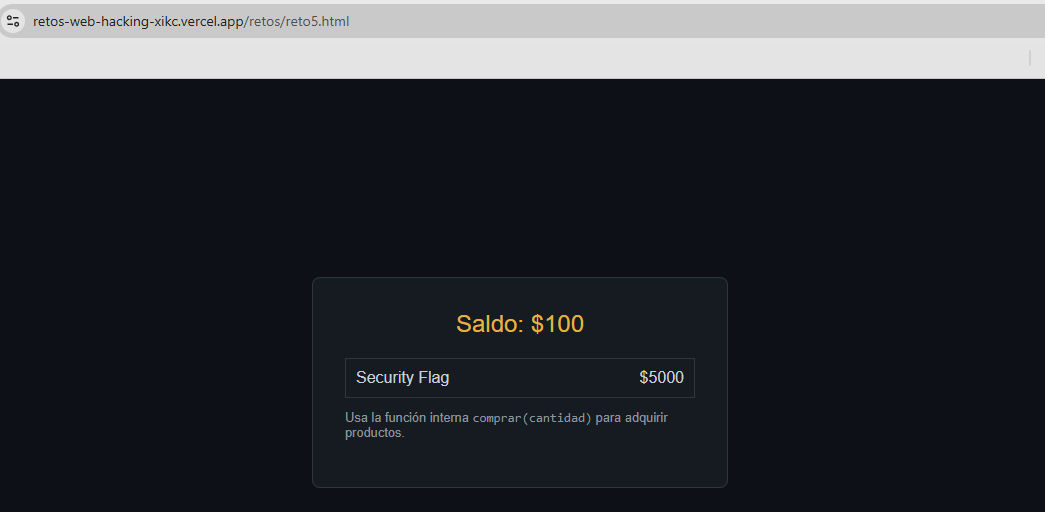 retos-web-hacking-xikc.vercel.app/retos/reto5.html
Saldo: $100
Security Flag $5000
Usa la función interna comprar(cantidad) para adquirir
productos.